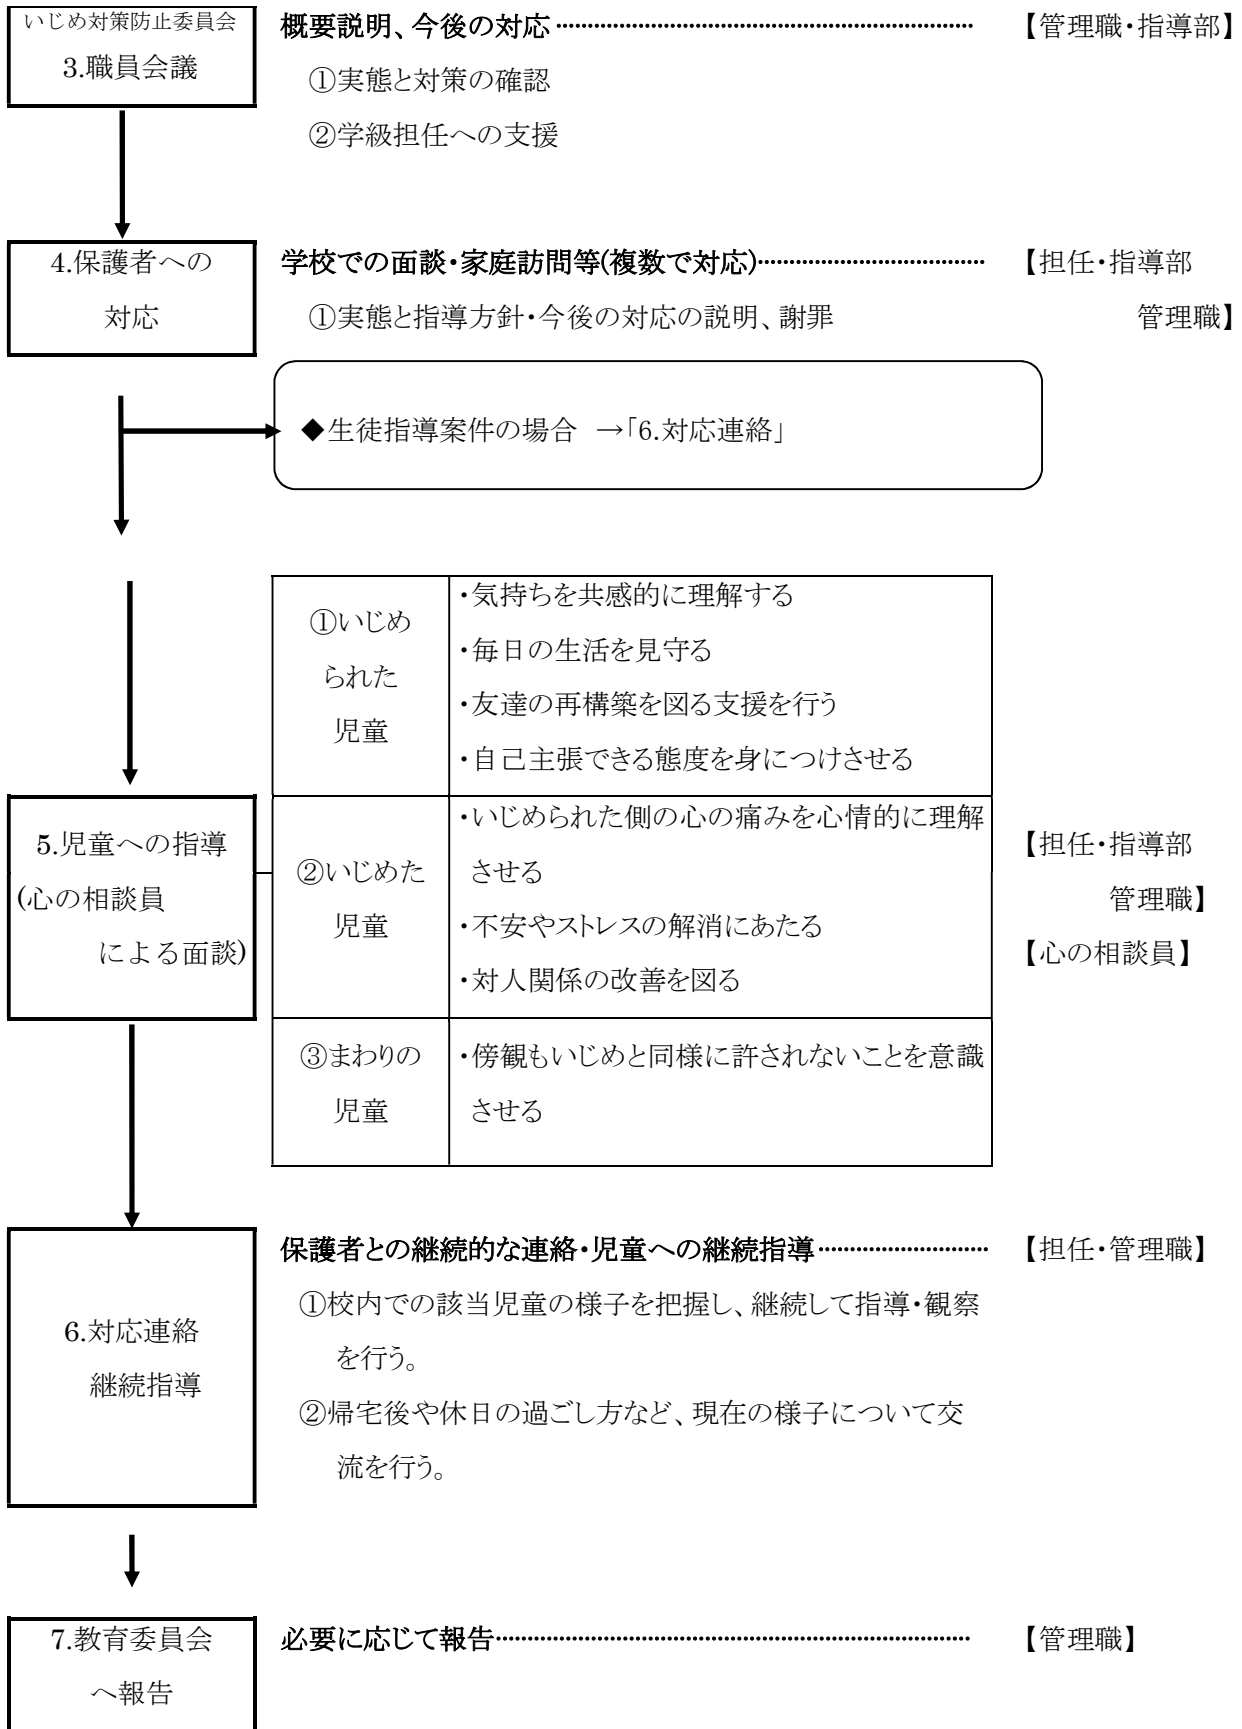 いじめ対策防止委員会
3.職員会議
概要説明、今後の対応………………………………………………………… 【管理職・指導部】
①実態と対策の確認
②学級担任への支援
4.保護者への
対応
学校での面談・家庭訪問等(複数で対応)……………………………… 【担任・指導部
管理職】
①実態と指導方針・今後の対応の説明、謝罪
◆生徒指導案件の場合 →「6.対応連絡」
5.児童への指導
(心の相談員
による面談)
①いじめ
られた
児童
・気持ちを共感的に理解する
・毎日の生活を見守る
・友達の再構築を図る支援を行う
・自己主張できる態度を身につけさせる
②いじめた
児童
・いじめられた側の心の痛みを心情的に理解
させる
・不安やストレスの解消にあたる
・対人関係の改善を図る
③まわりの
児童
・傍観もいじめと同様に許されないことを意識
させる
【担任・指導部
管理職】
【心の相談員】
6.対応連絡
継続指導
保護者との継続的な連絡・児童への継続指導……………………… 【担任・管理職】
①校内での該当児童の様子を把握し、継続して指導・観察
を行う。
②帰宅後や休日の過ごし方など、現在の様子について交
流を行う。
7.教育委員会
へ報告
必要に応じて報告………………………………………………………………… 【管理職】